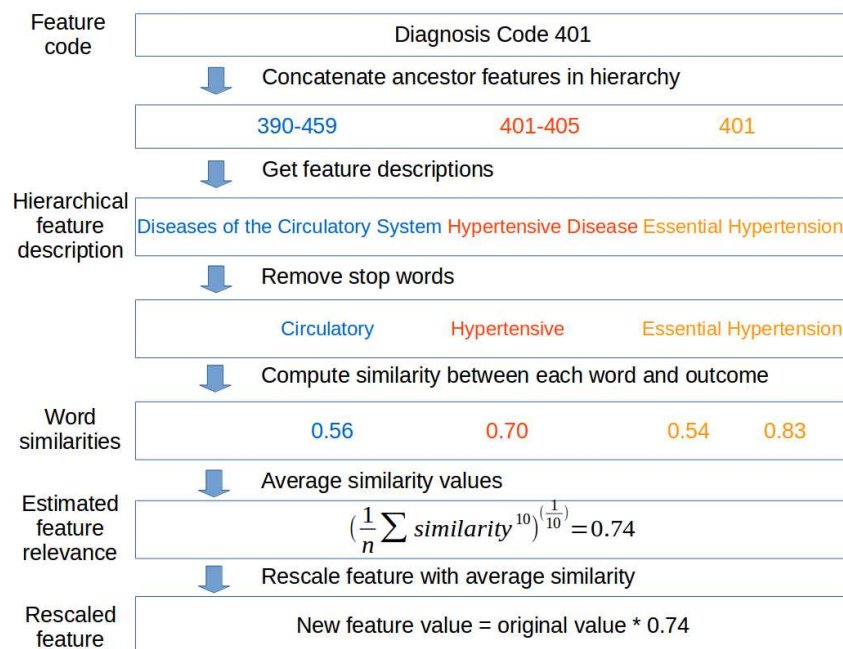 Feature
code
Diagnosis Code 401
Concatenate ancestor features in hierarchy
390-459 401-405 401
Get feature descriptions
Hierarchical
feature
description
Diseases of the Circulatory System Hypertensive Disease Essential Hypertension
Remove stop words
Circulatory Hypertensive Essential Hypertension
Compute similarity between each word and outcome
Word
similarities
0.56 0.70 0.54 0.83
Average similarity values
Estimated
feature
relevance
(1/n ∑ similarity^10)^(1/10) = 0.74
Rescale feature with average similarity
Rescaled
feature
New feature value = original value * 0.74